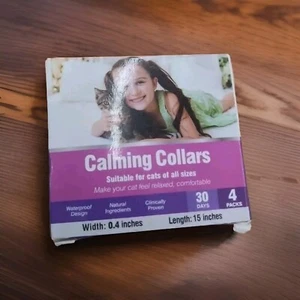 Calming Collars
Suitable for cats of all sizes
Make your cat feel relaxed, comfortable
Waterproof Design
Natural Ingredients
Clinically Proven
30 DAYS
4 PACKS
Width: 0.4 inches
Length: 15 inches